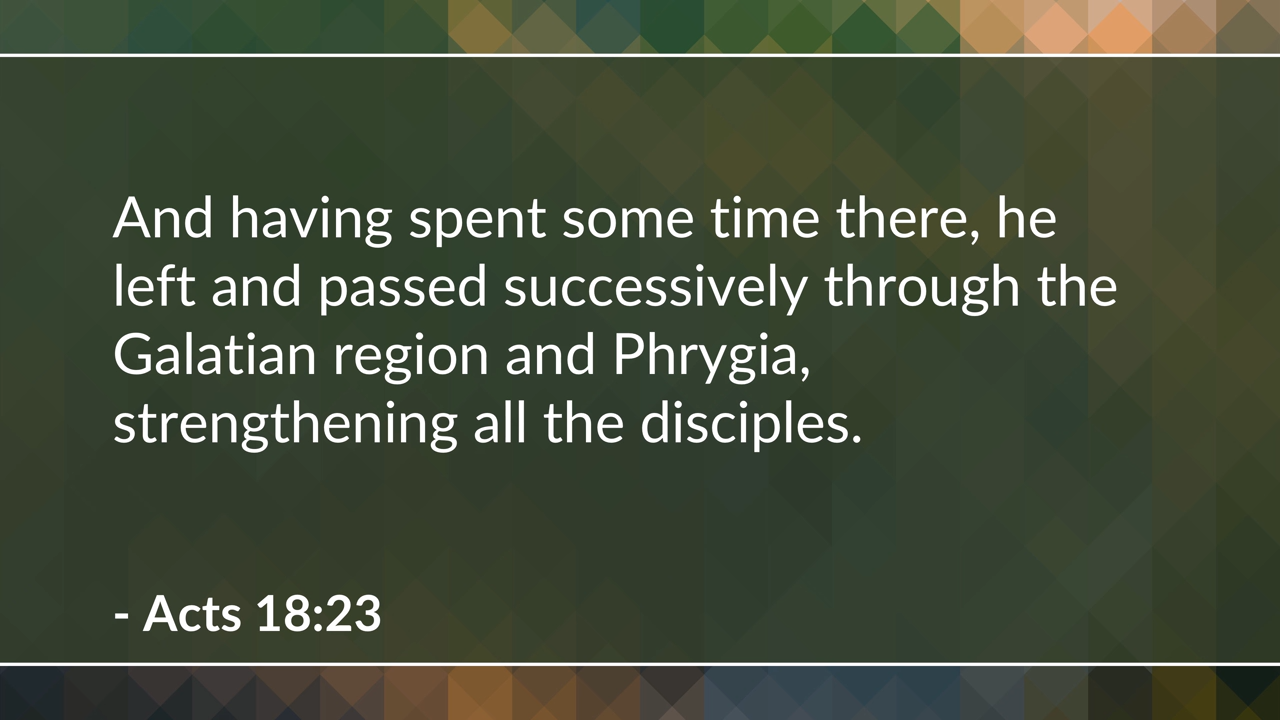 And having spent some time there, he
left and passed successively through the
Galatian region and Phrygia,
strengthening all the disciples.
- Acts 18:23